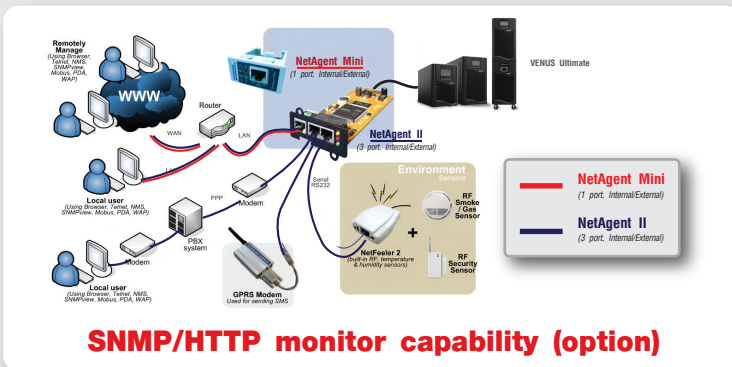 Remotely
Manage
(Using Browser,
Telnet, NMS,
SNMPview,
Mobus, PDA,
WAP)
WWW
Router
WAN
LAN
NetAgent Mini
(1 port, Internal/External)
VENUS Ultimate
NetAgent II
(3 port, Internal/External)
Local user
(Using Browser, Telnet, NMS,
SNMPview, Mobus, PDA, WAP)
PPP
Modem
Serial
RS232
Environment
Sensors
RF
Smoke
/ Gas
Sensor
NetFeeler 2
(built-in RF, temperature
& humidity sensors)
+
RF
Security
Sensor
PBX
system
Modem
Local user
(Using Browser, Telnet, NMS,
SNMPView, Mobus, PDA, WAP)
GPRS Modem
Used for sending SMS
NetAgent Mini
(1 port, Internal/External)
NetAgent II
(3 port, Internal/External)
SNMP/HTTP monitor capability (option)